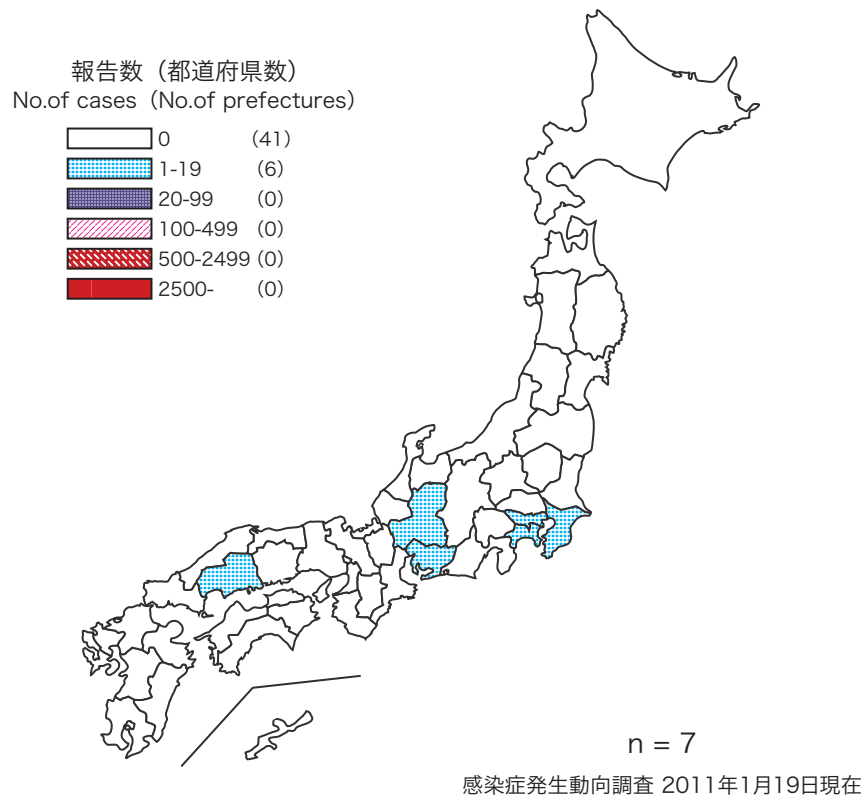 報告数（都道府県数）
No.of cases（No.of prefectures）
0 (41)
1-19 (6)
20-99 (0)
100-499 (0)
500-2499 (0)
2500- (0)
n = 7
感染症発生動向調査 2011年1月19日現在